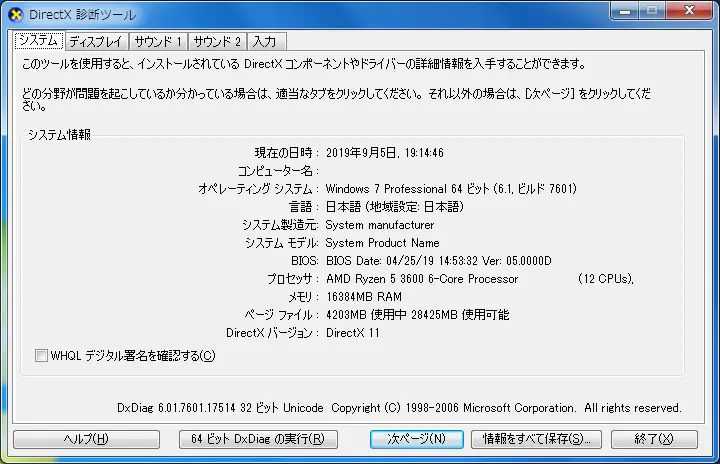 DirectX 診断ツール
システム ディスプレイ サウンド 1 サウンド 2 入力
このツールを使用すると、インストールされている DirectX コンポーネントやドライバーの詳細情報を入手することができます。
どの分野が問題を起こしているか分かっている場合は、適当なタブをクリックしてください。それ以外の場合は、[次ページ] をクリックしてくだ
さい。
システム情報
現在の日時： 2019年9月5日, 19:14:46
コンピューター名：
オペレーティング システム： Windows 7 Professional 64 ビット (6.1, ビルド 7601)
言語： 日本語 (地域設定: 日本語)
システム製造元: System manufacturer
システム モデル: System Product Name
BIOS: BIOS Date: 04/25/19 14:53:32 Ver: 05.0000D
プロセッサ： AMD Ryzen 5 3600 6-Core Processor (12 CPUs),
メモリ： 16384MB RAM
ページ ファイル： 4203MB 使用中 28425MB 使用可能
DirectX バージョン： DirectX 11
WHQL デジタル署名を確認する(C)
DxDiag 6.01.7601.17514 32 ビット Unicode Copyright (C) 1998-2006 Microsoft Corporation. All rights reserved.
ヘルプ(H) 64 ビット DxDiag の実行(R) 次ページ(N) 情報をすべて保存(S)... 終了(X)